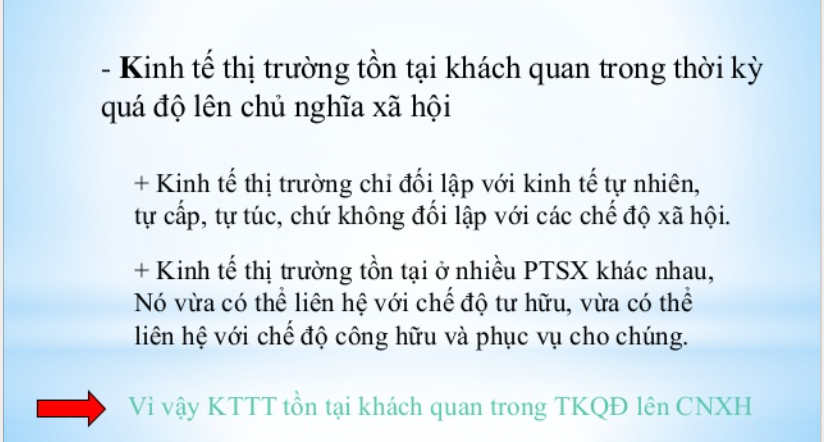 - Kinh tế thị trường tồn tại khách quan trong thời kỳ
quá độ lên chủ nghĩa xã hội
+ Kinh tế thị trường chỉ đối lập với kinh tế tự nhiên,
tự cấp, tự túc, chứ không đối lập với các chế độ xã hội.
+ Kinh tế thị trường tồn tại ở nhiều PTSX khác nhau,
Nó vừa có thể liên hệ với chế độ tư hữu, vừa có thể
liên hệ với chế độ công hữu và phục vụ cho chúng.
Vì vậy KTTT tồn tại khách quan trong TKQĐ lên CNXH